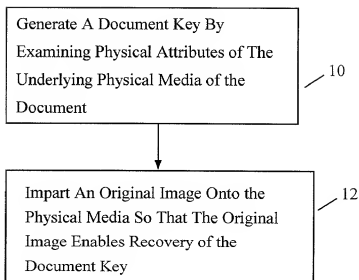 Generate A Document Key By
Examining Physical Attributes of The
Underlying Physical Media of the
Document
10
Impart An Original Image Onto the
Physical Media So That The Original
Image Enables Recovery of the
Document Key
12